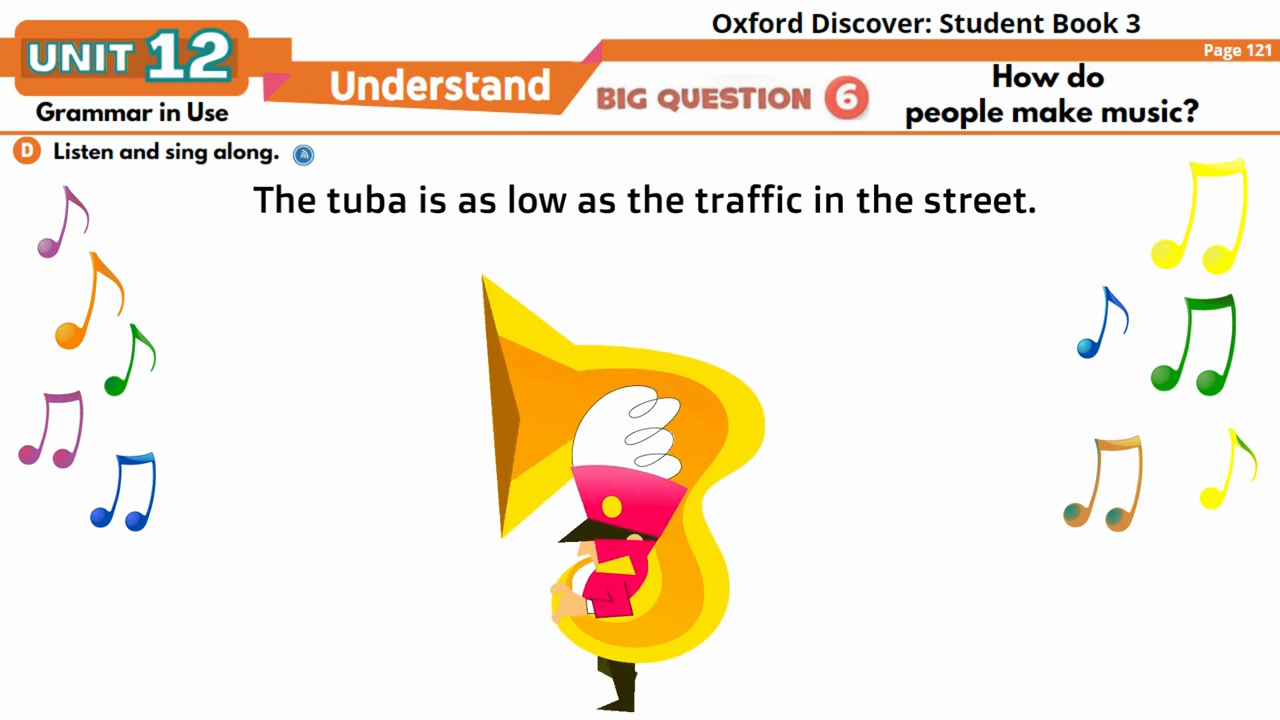 Oxford Discover: Student Book 3
Page 121
UNIT 12
Grammar in Use
Understand
BIG QUESTION 6
How do
people make music?
D Listen and sing along.
The tuba is as low as the traffic in the street.